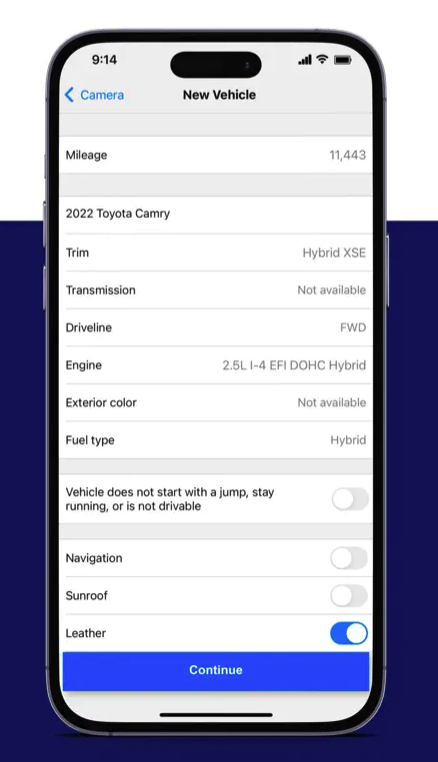 9:14
Camera
New Vehicle
Mileage 11,443
2022 Toyota Camry
Trim Hybrid XSE
Transmission Not available
Driveline FWD
Engine 2.5L I-4 EFI DOHC Hybrid
Exterior color Not available
Fuel type Hybrid
Vehicle does not start with a jump, stay
running, or is not drivable
Navigation
Sunroof
Leather
Continue